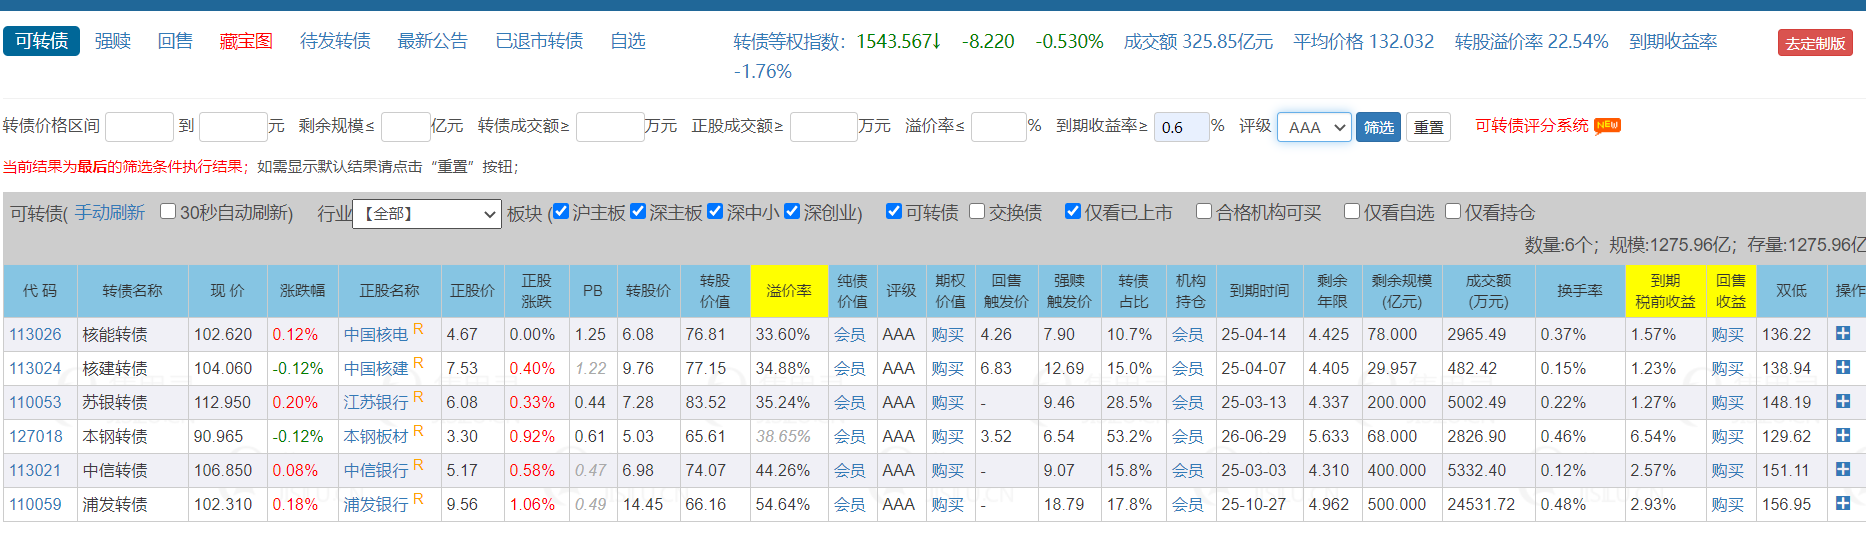 可转债 强赎 回售 藏宝图 待发转债 最新公告 已退市转债 自选 转债等权指数: 1543.567↓ -8.220 -0.530% 成交额 325.85亿元 平均价格 132.032 转股溢价率 22.54% 到期收益率 去定制版
-1.76%
转债价格区间 到 元 剩余规模≤ 亿元 转债成交额≥ 万元 正股成交额≥ 万元 溢价率≤ % 到期收益率≥ 0.6 % 评级 AAA 筛选 重置 可转债评分系统 NEW
当前结果为最后的筛选条件执行结果；如需显示默认结果请点击“重置”按钮；
可转债( 手动刷新 30秒自动刷新) 行业 【全部】 板块 (沪主板 深主板 深中小 深创业) 可转债 交换债 仅看已上市 合格机构可买 仅看自选 仅看持仓
数量:6个；规模:1275.96亿；存量:1275.96亿
代 码 转债名称 现 价 涨跌幅 正股名称 正股价 正股涨跌 PB 转股价 转股价值 溢价率 纯债价值 评级 期权价值 回售触发价 强赎触发价 转债占比 机构持仓 到期时间 剩余年限 剩余规模(亿元) 成交额(万元) 换手率 到期税前收益 回售收益 双低 操作
113026 核能转债 102.620 0.12% 中国核电 R 4.67 0.00% 1.25 6.08 76.81 33.60% 会员 AAA 购买 4.26 7.90 10.7% 会员 25-04-14 4.425 78.000 2965.49 0.37% 1.57% 购买 136.22
113024 核建转债 104.060 -0.12% 中国核建 R 7.53 0.40% 1.22 9.76 77.15 34.88% 会员 AAA 购买 6.83 12.69 15.0% 会员 25-04-07 4.405 29.957 482.42 0.15% 1.23% 购买 138.94
110053 苏银转债 112.950 0.20% 江苏银行 R 6.08 0.33% 0.44 7.28 83.52 35.24% 会员 AAA 购买 - 9.46 28.5% 会员 25-03-13 4.337 200.000 5002.49 0.22% 1.27% 购买 148.19
127018 本钢转债 90.965 -0.12% 本钢板材 R 3.30 0.92% 0.61 5.03 65.61 38.65% 会员 AAA 购买 3.52 6.54 53.2% 会员 26-06-29 5.633 68.000 2826.90 0.46% 6.54% 购买 129.62
113021 中信转债 106.850 0.08% 中信银行 R 5.17 0.58% 0.47 6.98 74.07 44.26% 会员 AAA 购买 - 9.07 15.8% 会员 25-03-03 4.310 400.000 5332.40 0.12% 2.57% 购买 151.11
110059 浦发转债 102.310 0.18% 浦发银行 R 9.56 1.06% 0.49 14.45 66.16 54.64% 会员 AAA 购买 - 18.79 17.8% 会员 25-10-27 4.962 500.000 24531.72 0.48% 2.93% 购买 156.95